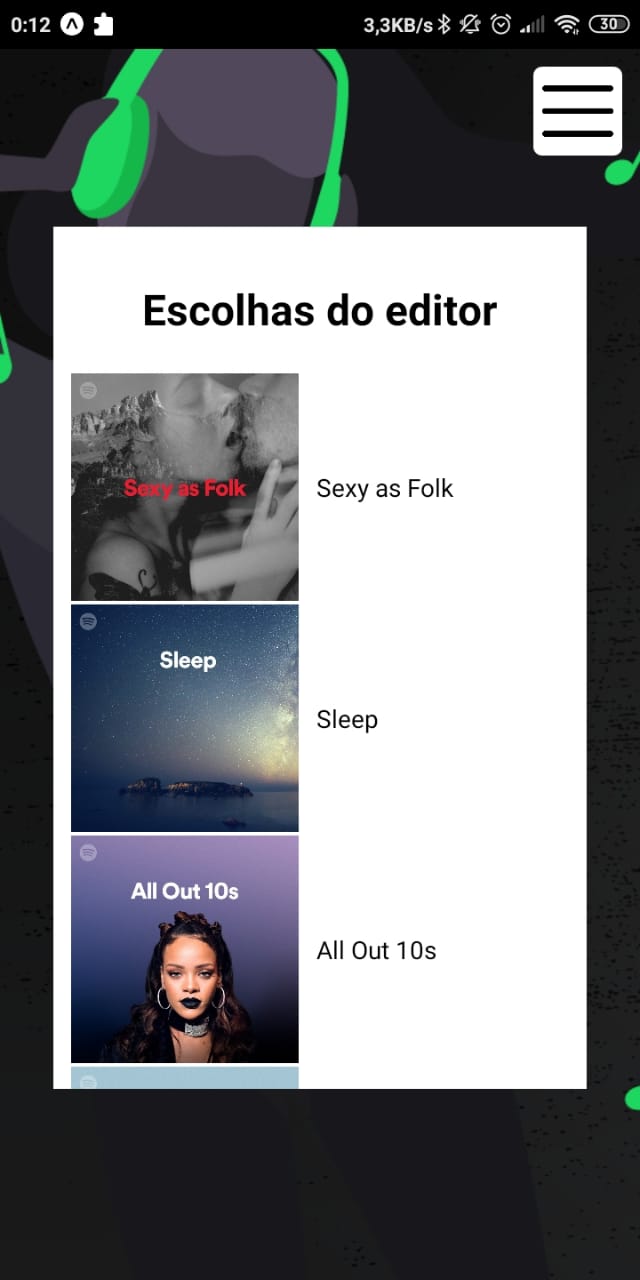 0:12
3,3KB/s
30
Escolhas do editor
Sexy as Folk
Sexy as Folk
Sleep
Sleep
All Out 10s
All Out 10s